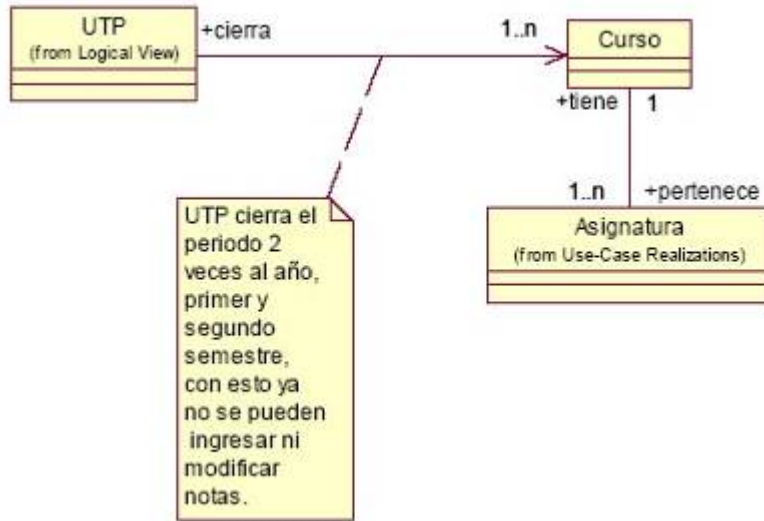 UTP
(from Logical View)
+cierra
1..n
Curso
+tiene
1
1..n
+pertenece
Asignatura
(from Use-Case Realizations)
UTP cierra el
periodo 2
veces al año,
primer y
segundo
semestre,
con esto ya
no se pueden
ingresar ni
modificar
notas.